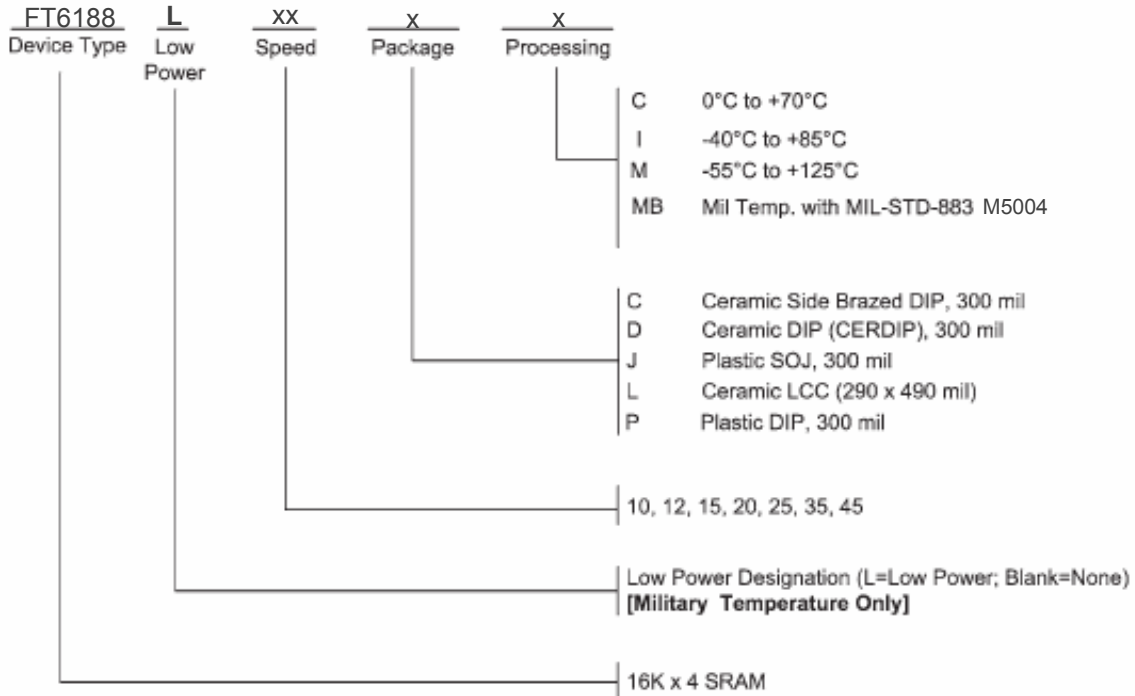 FT6188 L xx x x
Device Type Low Power Speed Package Processing
C 0°C to +70°C
I -40°C to +85°C
M -55°C to +125°C
MB Mil Temp. with MIL-STD-883 M5004
C Ceramic Side Brazed DIP, 300 mil
D Ceramic DIP (CERDIP), 300 mil
J Plastic SOJ, 300 mil
L Ceramic LCC (290 x 490 mil)
P Plastic DIP, 300 mil
10, 12, 15, 20, 25, 35, 45
Low Power Designation (L=Low Power; Blank=None)
[Military Temperature Only]
16K x 4 SRAM